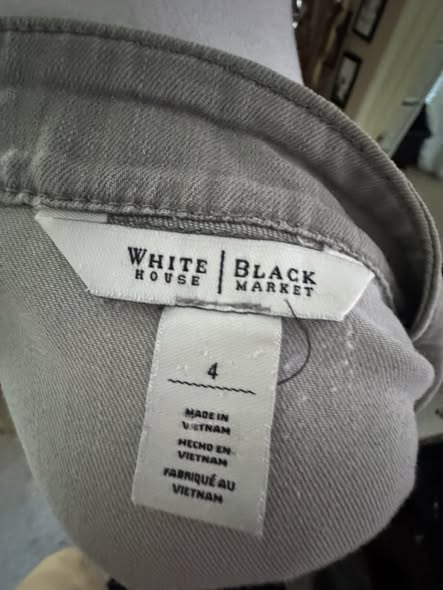 WHITE | BLACK
HOUSE | MARKET
4
MADE IN
VIETNAM
HECHO EN
VIETNAM
FABRIQUÉ AU
VIETNAM